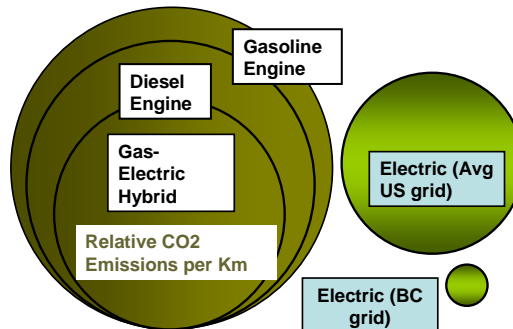 Gasoline
Engine
Diesel
Engine
Gas-
Electric
Hybrid
Relative CO2
Emissions per Km
Electric (Avg
US grid)
Electric (BC
grid)